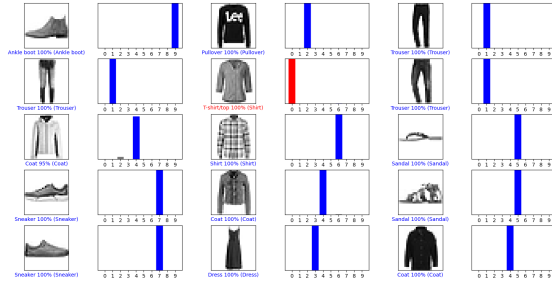 Lee
Ankle boot 100% (Ankle boot)
0 1 2 3 4 5 6 7 8 9
Pullover 100% (Pullover)
0 1 2 3 4 5 6 7 8 9
Trouser 100% (Trouser)
0 1 2 3 4 5 6 7 8 9
Trouser 100% (Trouser)
0 1 2 3 4 5 6 7 8 9
T-shirt/top 100% (Shirt)
0 1 2 3 4 5 6 7 8 9
Trouser 100% (Trouser)
0 1 2 3 4 5 6 7 8 9
Coat 95% (Coat)
0 1 2 3 4 5 6 7 8 9
Shirt 100% (Shirt)
0 1 2 3 4 5 6 7 8 9
Sandal 100% (Sandal)
0 1 2 3 4 5 6 7 8 9
Sneaker 100% (Sneaker)
0 1 2 3 4 5 6 7 8 9
Coat 100% (Coat)
0 1 2 3 4 5 6 7 8 9
Sandal 100% (Sandal)
0 1 2 3 4 5 6 7 8 9
Sneaker 100% (Sneaker)
0 1 2 3 4 5 6 7 8 9
Dress 100% (Dress)
0 1 2 3 4 5 6 7 8 9
Coat 100% (Coat)
0 1 2 3 4 5 6 7 8 9